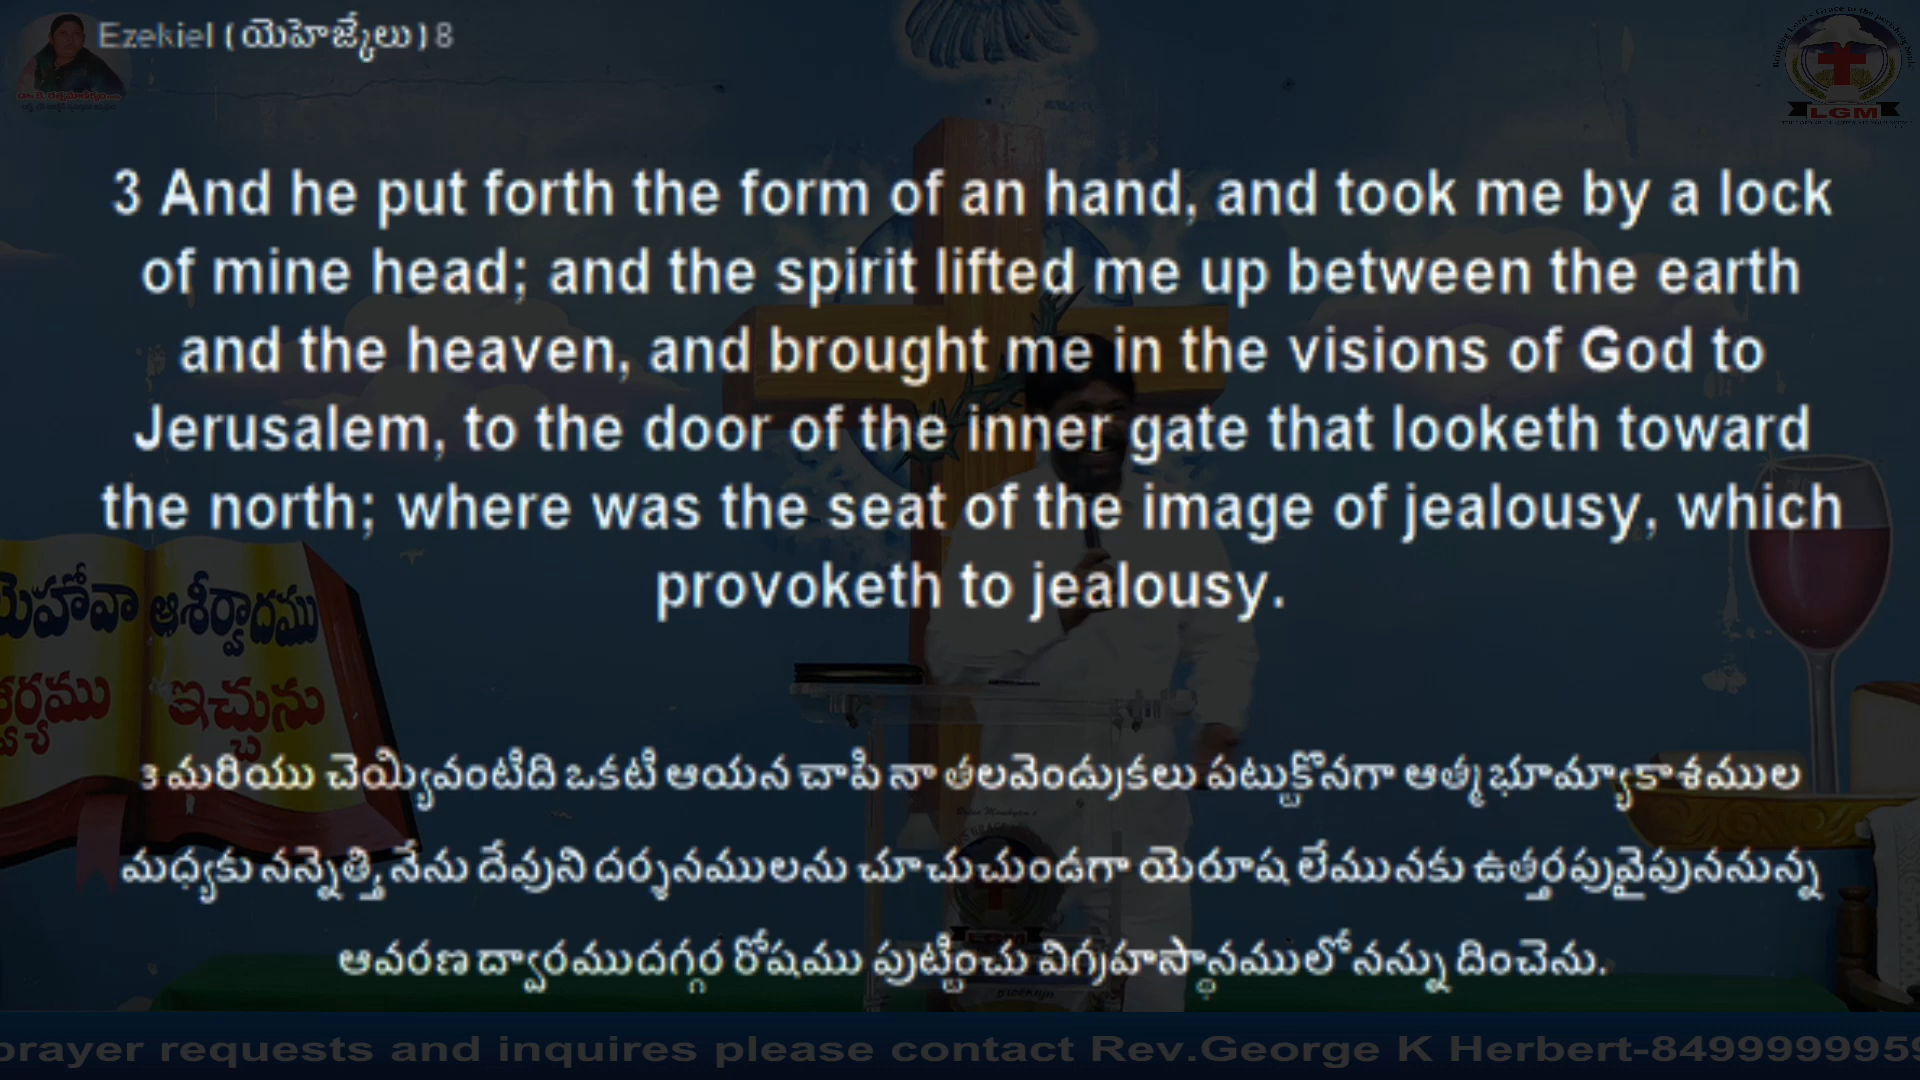 Ezekiel ( యెహెజ్కేలు ) 8
3 And he put forth the form of an hand, and took me by a lock
of mine head; and the spirit lifted me up between the earth
and the heaven, and brought me in the visions of God to
Jerusalem, to the door of the inner gate that looketh toward
the north; where was the seat of the image of jealousy, which
provoketh to jealousy.
యెహోవా ఆశీర్వాదము
ఇచ్చును
3 మరియు చెయ్యివంటిది ఒకటి ఆయన చాపి నా తలవెండ్రుకలు పట్టుకొనగా ఆత్మ భూమ్యాకాశముల
మధ్యకు నన్నెత్తి, నేను దేవుని దర్శనములను చూచుచుండగా యెరూష లేమునకు ఉత్తరపువైపుననున్న
ఆవరణ ద్వారముదగ్గర రోషము పుట్టించు విగ్రహస్థానములో నన్ను దించెను.
LGM
prayer requests and inquires please contact Rev.George K Herbert-8499999959